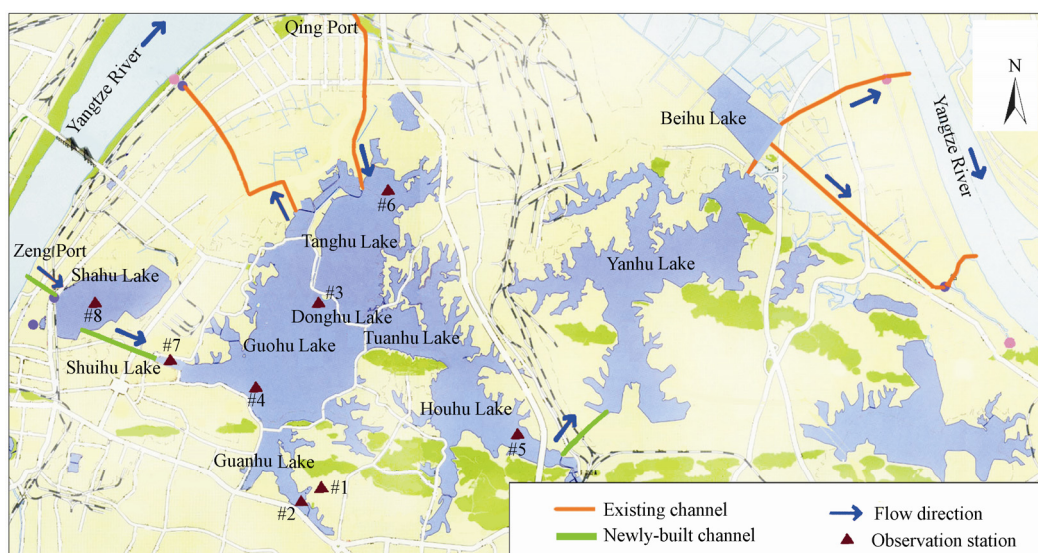 Qing Port
Yangtze River
N
Beihu Lake
Yangtze River
#6
Tanghu Lake
Zeng Port
Shahu Lake
Yanhu Lake
#3
Donghu Lake
#8
Tuanhu Lake
#7
Guohu Lake
Shuihu Lake
#4
Houhu Lake
#5
Guanhu Lake
#1
#2
Existing channel
Flow direction
Newly-built channel
Observation station